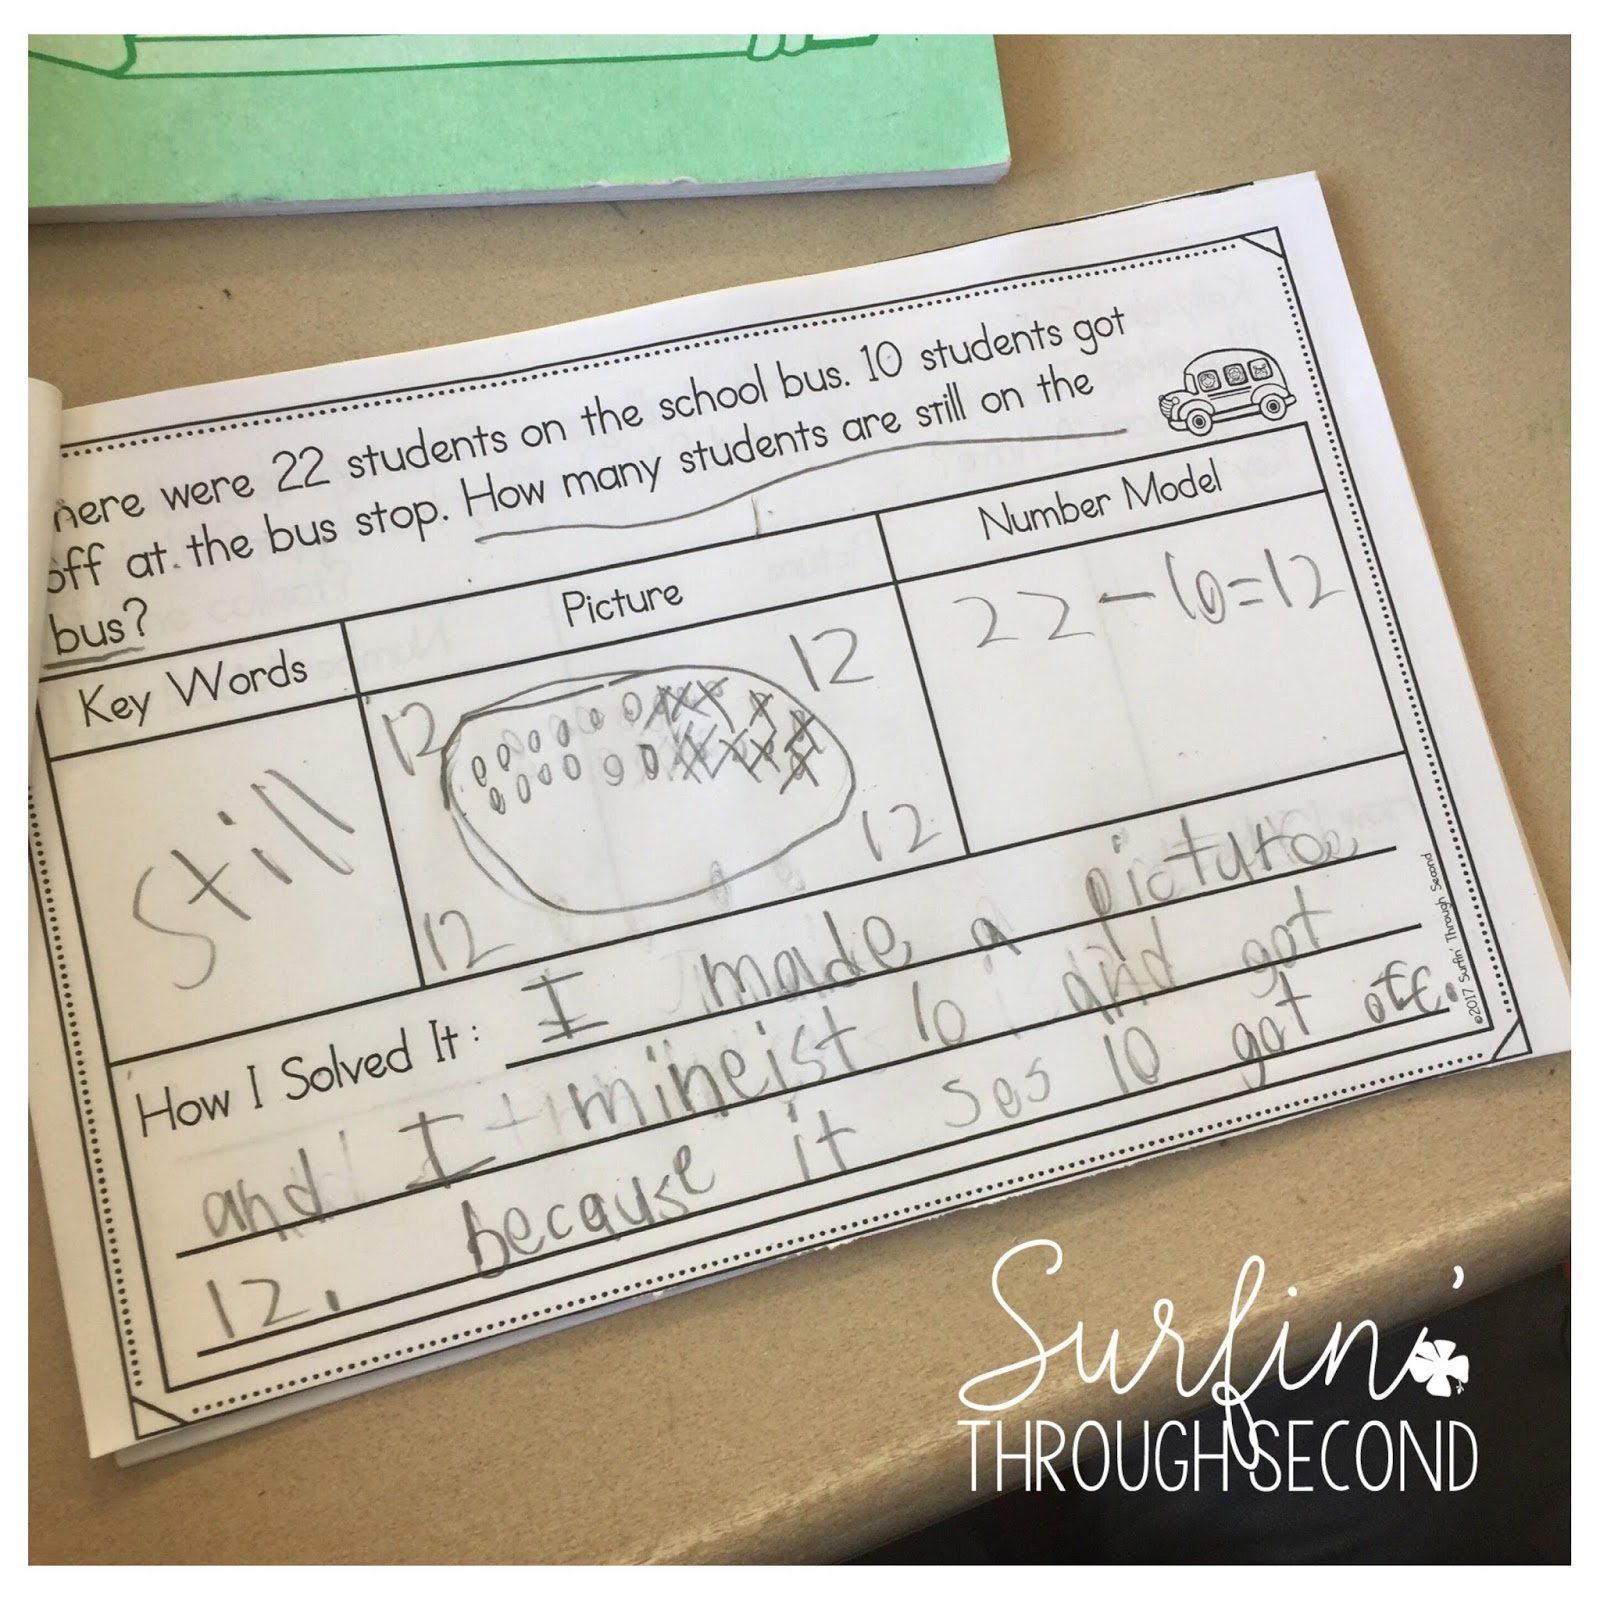 here were 22 students on the school bus. 10 students got
off at the bus stop. How many students are still on the
bus?
Key Words
Picture
Number Model
still
12
12
12
12
22-10=12
How I Solved It: I made a picturoe
and I mineist 10 and got
12. because it ses 10 got off.
©2017 Surfin' Through Second
Surfin'
THROUGH SECOND